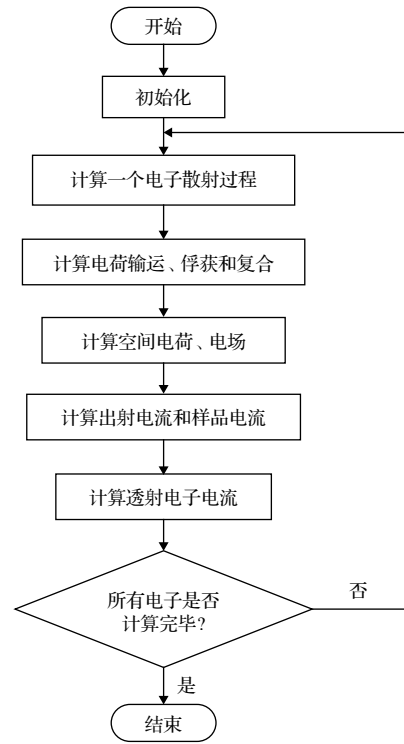 开始
初始化
计算一个电子散射过程
计算电荷输运、俘获和复合
计算空间电荷、电场
计算出射电流和样品电流
计算透射电子电流
所有电子是否
计算完毕?
否
是
结束